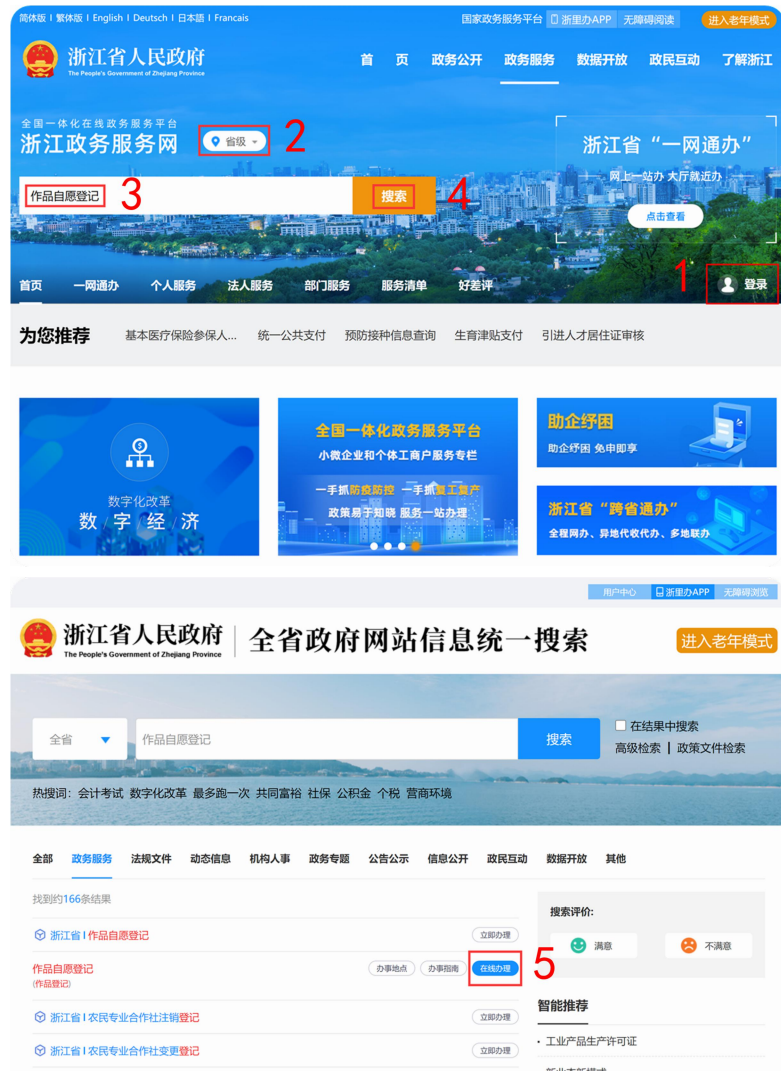 简体版 | 繁体版 | English | Deutsch | 日本語 | Francais
国家政务服务平台 浙里办APP 无障碍阅读 进入老年模式
浙江省人民政府
The People's Government of Zhejiang Province
首 页 政务公开 政务服务 数据开放 政民互动 了解浙江
全国一体化在线政务服务平台
浙江政务服务网
省级
2
浙江省“一网通办”
网上一站办 大厅就近办
点击查看
作品自愿登记
3
搜索
4
1
登录
首页 一网通办 个人服务 法人服务 部门服务 服务清单 好差评
为您推荐
基本医疗保险参保人... 统一公共支付 预防接种信息查询 生育津贴支付 引进人才居住证审核
数字化改革
数/字/经/济
全国一体化政务服务平台
小微企业和个体工商户服务专栏
一手抓防疫防控 一手抓复工复产
政策易于知晓 服务一站办理
助企纾困
助企纾困 免申即享
浙江省“跨省通办”
全程网办、异地代收代办、多地联办
用户中心 浙里办APP 无障碍浏览
浙江省人民政府
The People's Government of Zhejiang Province
全省政府网站信息统一搜索
进入老年模式
全省
作品自愿登记
搜索
在结果中搜索
高级检索 | 政策文件检索
热搜词: 会计考试 数字化改革 最多跑一次 共同富裕 社保 公积金 个税 营商环境
全部 政务服务 法规文件 动态信息 机构人事 政务专题 公告公示 信息公开 政民互动 数据开放 其他
找到约166条结果
浙江省 | 作品自愿登记
立即办理
作品自愿登记
(作品登记)
办事地点 办事指南 在线办理
5
浙江省 | 农民专业合作社注销登记
立即办理
浙江省 | 农民专业合作社变更登记
立即办理
搜索评价:
满意 不满意
智能推荐
· 工业产品生产许可证